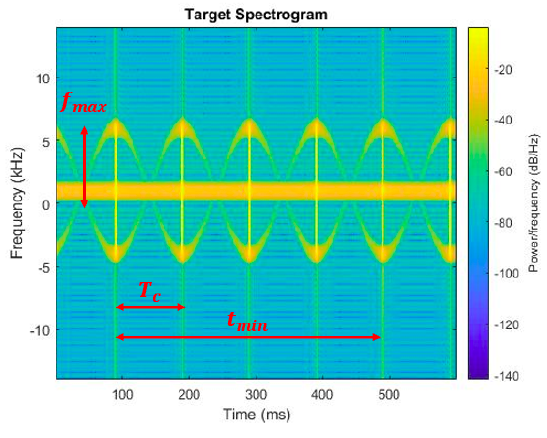 Target Spectrogram
10
5
0
-5
-10
Frequency (kHz)
f_max
T_c
t_min
100
200
300
400
500
Time (ms)
-20
-40
-60
-80
-100
-120
-140
Power/frequency (dB/Hz)